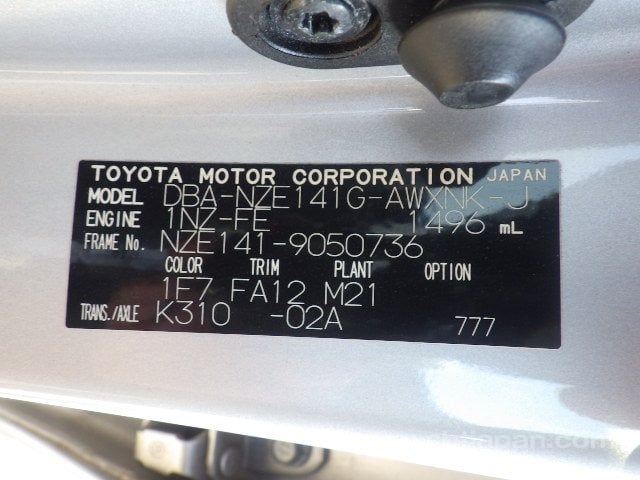 TOYOTA MOTOR CORPORATION JAPAN
MODEL DBA-NZE141G-AWXNK-J
ENGINE 1NZ-FE 1496 mL
FRAME No. NZE141-9050736
COLOR TRIM PLANT OPTION
1F7 FA12 M21
TRANS./AXLE K310 -02A 777